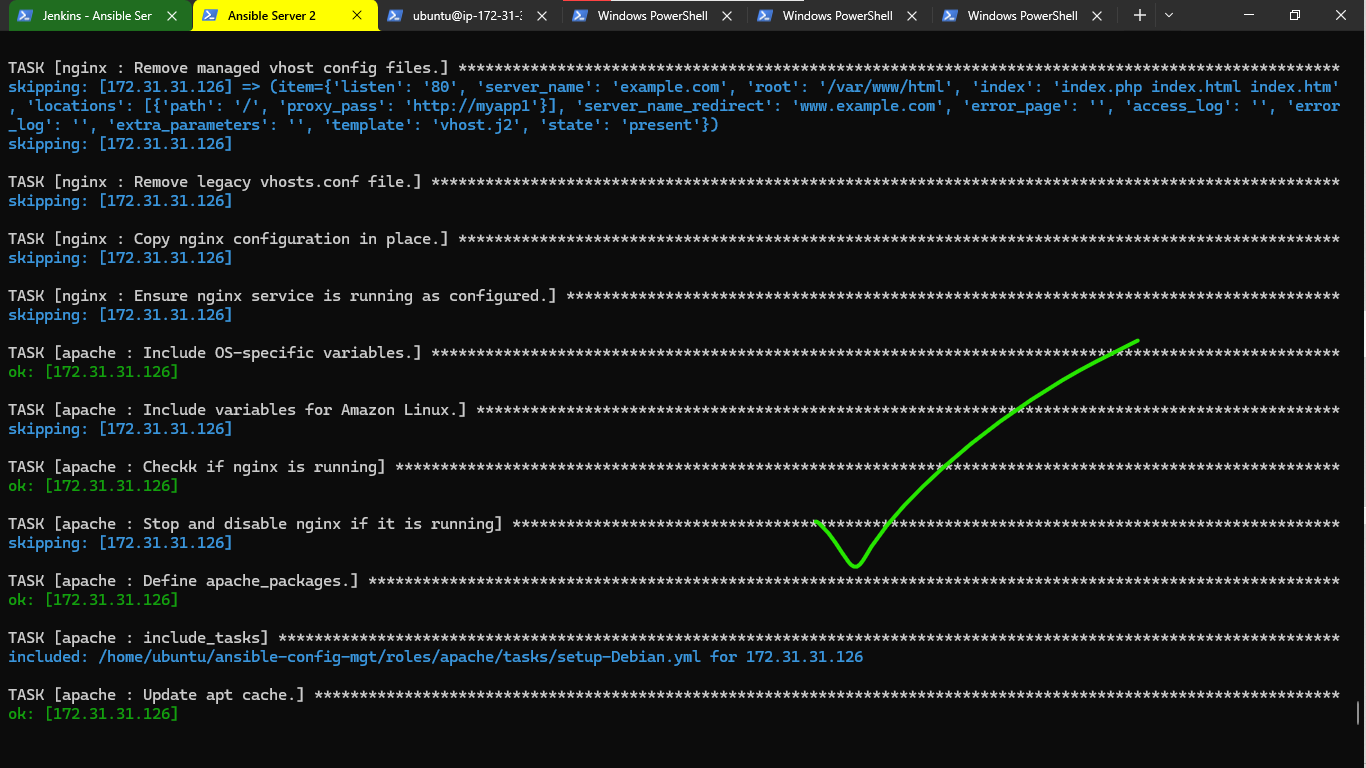 Jenkins - Ansible Ser
Ansible Server 2
ubuntu@ip-172-31-3
Windows PowerShell
Windows PowerShell
Windows PowerShell
TASK [nginx : Remove managed vhost config files.] **************************************************************************************************
skipping: [172.31.31.126] => (item={'listen': '80', 'server_name': 'example.com', 'root': '/var/www/html', 'index': 'index.php index.html index.htm'
, 'locations': [{'path': '/', 'proxy_pass': 'http://myapp1'}], 'server_name_redirect': 'www.example.com', 'error_page': '', 'access_log': '', 'error
_log': '', 'extra_parameters': '', 'template': 'vhost.j2', 'state': 'present'})
skipping: [172.31.31.126]
TASK [nginx : Remove legacy vhosts.conf file.] *****************************************************************************************************
skipping: [172.31.31.126]
TASK [nginx : Copy nginx configuration in place.] **************************************************************************************************
skipping: [172.31.31.126]
TASK [nginx : Ensure nginx service is running as configured.] **************************************************************************************
skipping: [172.31.31.126]
TASK [apache : Include OS-specific variables.] *****************************************************************************************************
ok: [172.31.31.126]
TASK [apache : Include variables for Amazon Linux.] ************************************************************************************************
skipping: [172.31.31.126]
TASK [apache : Checkk if nginx is running] *********************************************************************************************************
ok: [172.31.31.126]
TASK [apache : Stop and disable nginx if it is running] ********************************************************************************************
skipping: [172.31.31.126]
TASK [apache : Define apache_packages.] ************************************************************************************************************
ok: [172.31.31.126]
TASK [apache : include_tasks] **********************************************************************************************************************
included: /home/ubuntu/ansible-config-mgt/roles/apache/tasks/setup-Debian.yml for 172.31.31.126
TASK [apache : Update apt cache.] ******************************************************************************************************************
ok: [172.31.31.126]